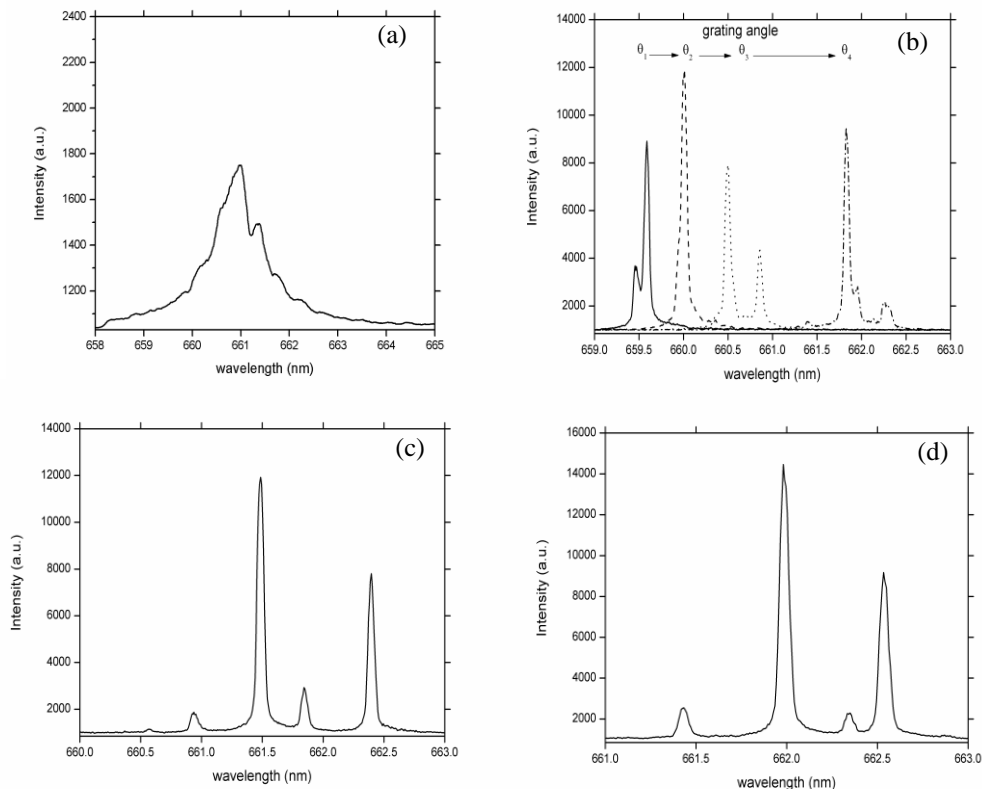 (a)
2400
2200
2000
1800
1600
1400
1200
Intensity (a.u.)
658 659 660 661 662 663 664 665
wavelength (nm)
(b)
grating angle
θ1 θ2 θ3 θ4
14000
12000
10000
8000
6000
4000
2000
Intensity (a.u.)
659.0 659.5 660.0 660.5 661.0 661.5 662.0 662.5 663.0
wavelength (nm)
(c)
14000
12000
10000
8000
6000
4000
2000
Intensity (a.u.)
660.0 660.5 661.0 661.5 662.0 662.5 663.0
wavelength (nm)
(d)
16000
14000
12000
10000
8000
6000
4000
2000
Intensity (a.u.)
661.0 661.5 662.0 662.5 663.0
wavelength (nm)